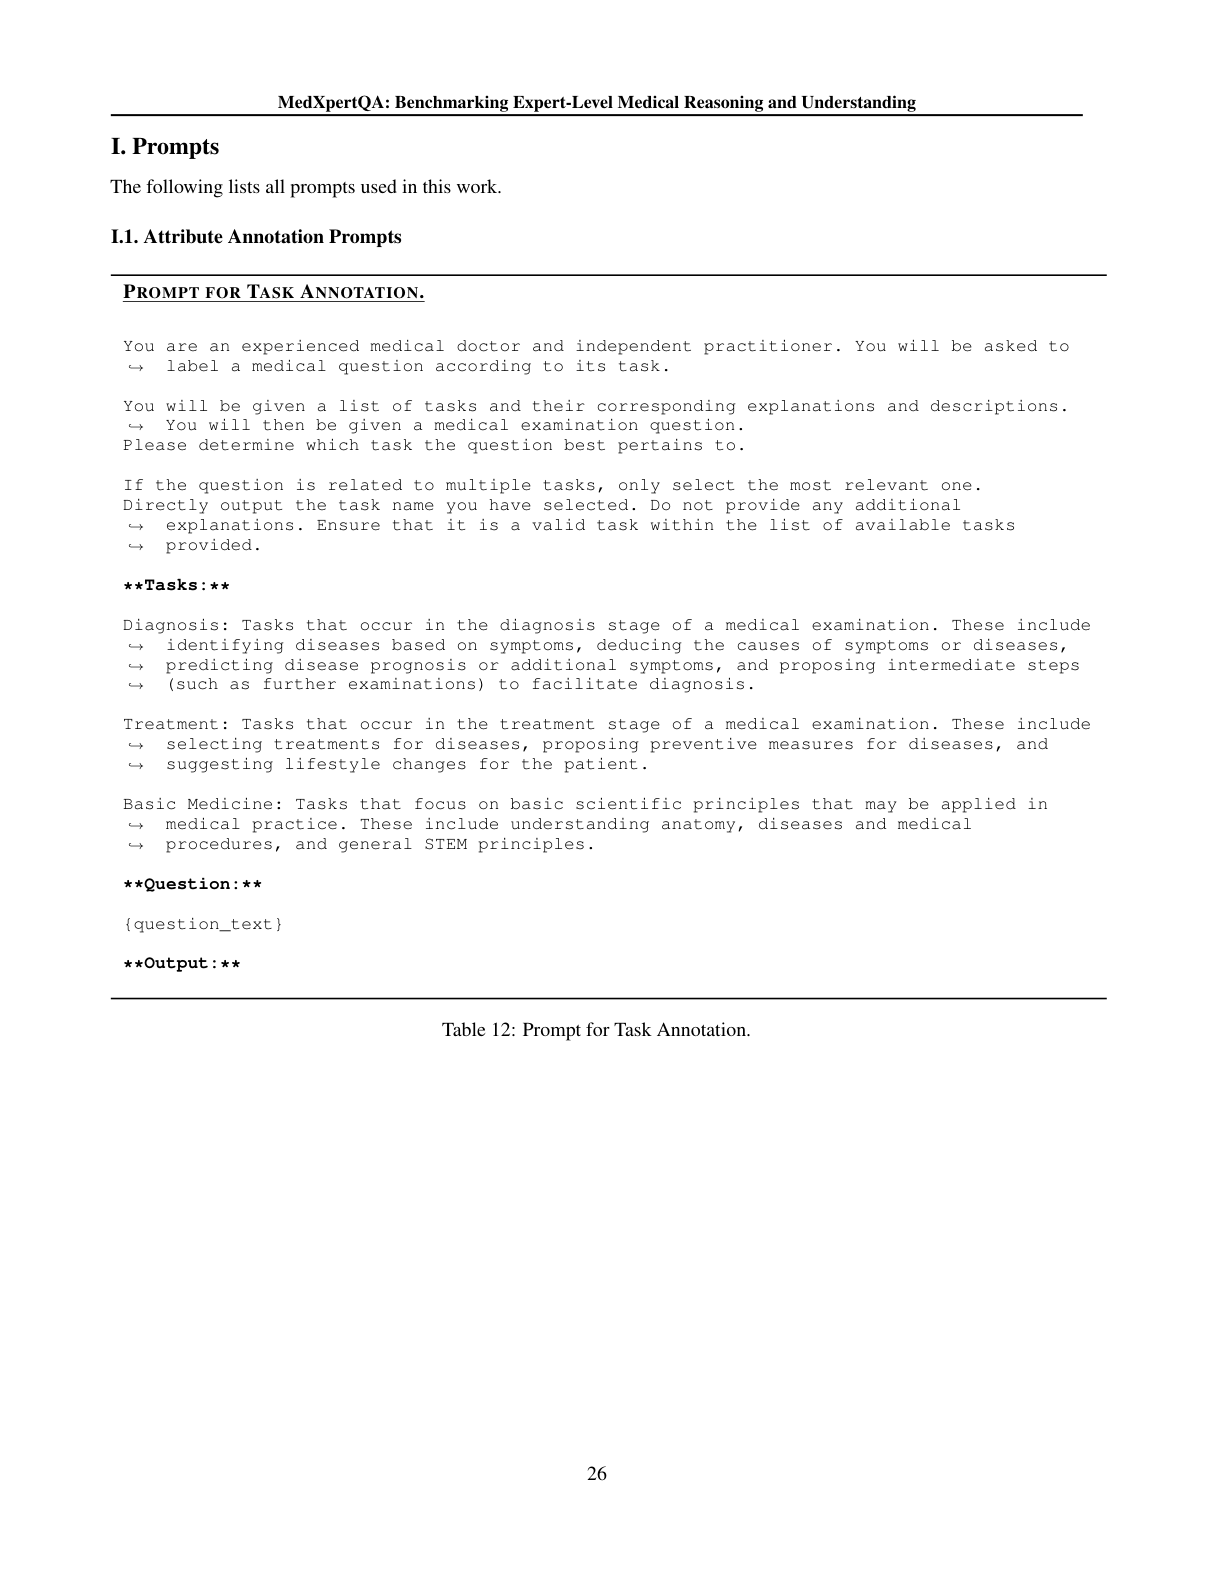 MedXpertQA: Benchmarking Expert-Level Medical Reasoning and Understanding
I. Prompts
The following lists all prompts used in this work.
I.1. Attribute Annotation Prompts
PROMPT FOR TASK ANNOTATION.
You are an experienced medical doctor and independent practitioner. You will be asked to
↪ label a medical question according to its task.
You will be given a list of tasks and their corresponding explanations and descriptions.
↪ You will then be given a medical examination question.
Please determine which task the question best pertains to.
If the question is related to multiple tasks, only select the most relevant one.
Directly output the task name you have selected. Do not provide any additional
↪ explanations. Ensure that it is a valid task within the list of available tasks
↪ provided.
**Tasks:**
Diagnosis: Tasks that occur in the diagnosis stage of a medical examination. These include
↪ identifying diseases based on symptoms, deducing the causes of symptoms or diseases,
↪ predicting disease prognosis or additional symptoms, and proposing intermediate steps
↪ (such as further examinations) to facilitate diagnosis.
Treatment: Tasks that occur in the treatment stage of a medical examination. These include
↪ selecting treatments for diseases, proposing preventive measures for diseases, and
↪ suggesting lifestyle changes for the patient.
Basic Medicine: Tasks that focus on basic scientific principles that may be applied in
↪ medical practice. These include understanding anatomy, diseases and medical
↪ procedures, and general STEM principles.
**Question:**
{question_text}
**Output:**
Table 12: Prompt for Task Annotation.
26